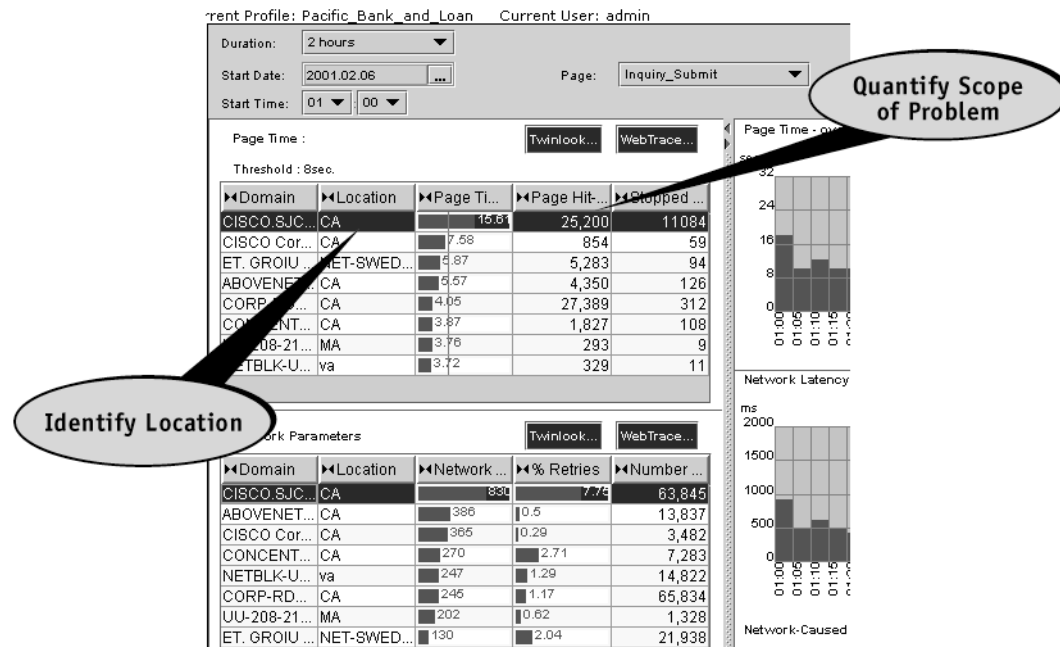 rrent Profile: Pacific_Bank_and_Loan Current User: admin
Duration: 2 hours
Start Date: 2001.02.06 ...
Page: Inquiry_Submit
Start Time: 01 : 00
Quantify Scope
of Problem
Page Time :
Twinlook... WebTrace...
Threshold : 8sec.
Domain Location Page Ti... Page Hit-... Stopped ...
CISCO.SJC... CA 15.61 25,200 11084
CISCO Cor... CA 7.58 854 59
ET. GROIU ... NET-SWED... 5.87 5,283 94
ABOVENET... CA 5.57 4,350 126
CORP-RD... CA 4.05 27,389 312
CONCENT... CA 3.87 1,827 108
208-21... MA 3.76 293 9
ETBLK-U... va 3.72 329 11
Identify Location
ork Parameters
Twinlook... WebTrace...
Domain Location Network ... % Retries Number ...
CISCO.SJC... CA 830 7.75 63,845
ABOVENET... CA 386 0.5 13,837
CISCO Cor... CA 365 0.29 3,482
CONCENT... CA 270 2.71 7,283
NETBLK-U... va 247 1.29 14,822
CORP-RD... CA 245 1.17 65,834
UU-208-21... MA 202 0.62 1,328
ET. GROIU ... NET-SWED... 130 2.04 21,938
Page Time - ov
32
24
16
8
0
01:00 01:05 01:10 01:15
Network Latency
ms
2000
1500
1000
500
0
01:00 01:05 01:10 01:15
Network-Caused